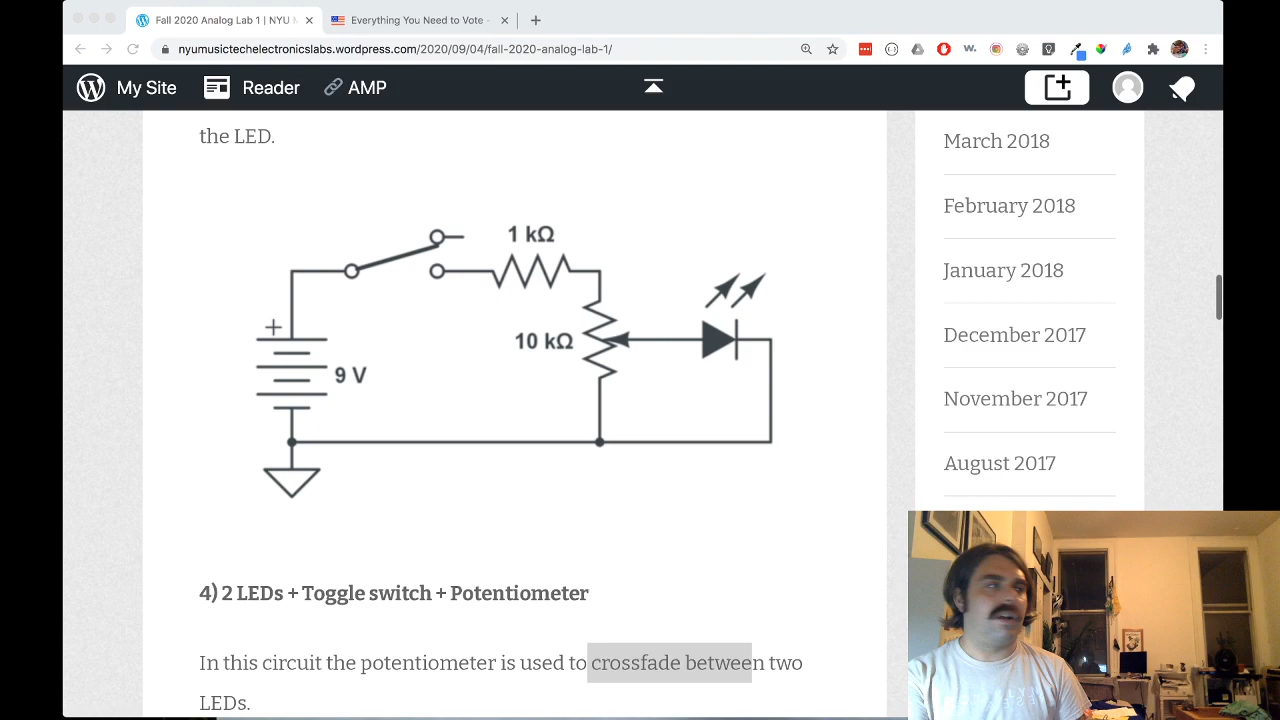 Fall 2020 Analog Lab 1 | NYU M
Everything You Need to Vote -
nyumusictechelectronicslabs.wordpress.com/2020/09/04/fall-2020-analog-lab-1/
My Site
Reader
AMP
the LED.
1 kΩ
10 kΩ
+
9 V
4) 2 LEDs + Toggle switch + Potentiometer
In this circuit the potentiometer is used to crossfade between two
LEDs.
March 2018
February 2018
January 2018
December 2017
November 2017
August 2017